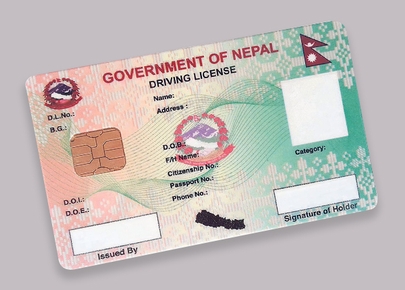 GOVERNMENT OF NEPAL
DRIVING LICENSE
D.L.No.:
B.G.:
Name:
Address :
D.O.B.:
F/H Name:
Citizenship No.:
Passport No.:
Phone No.:
Category:
D.O.I.:
D.O.E.:
Issued By
Signature of Holder